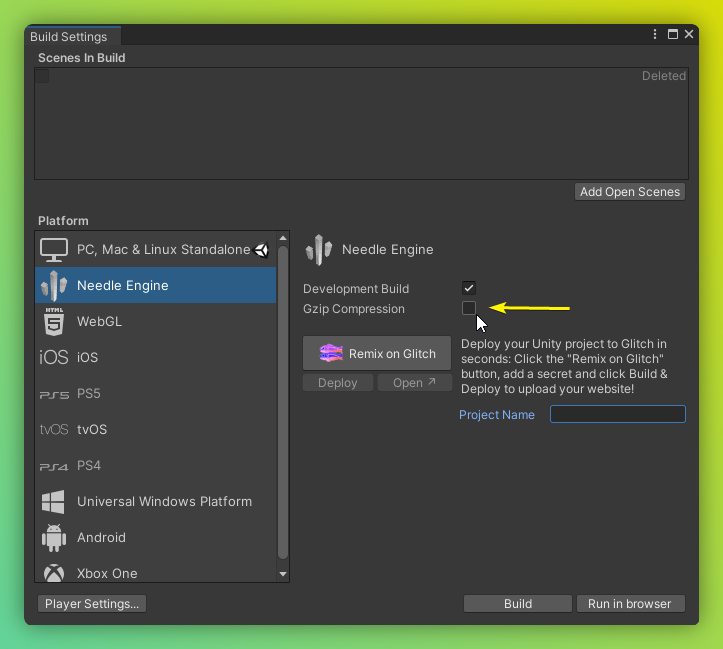 Build Settings
Scenes In Build
Deleted
Add Open Scenes
Platform
PC, Mac & Linux Standalone
Needle Engine
HTML
5
WebGL
iOS iOS
PS5 PS5
tvOS tvOS
PS4 PS4
Universal Windows Platform
Android
Xbox One
Needle Engine
Development Build
Gzip Compression
Remix on Glitch
Deploy
Open ↗
Deploy your Unity project to Glitch in
seconds: Click the "Remix on Glitch"
button, add a secret and click Build &
Deploy to upload your website!
Project Name
Player Settings...
Build
Run in browser